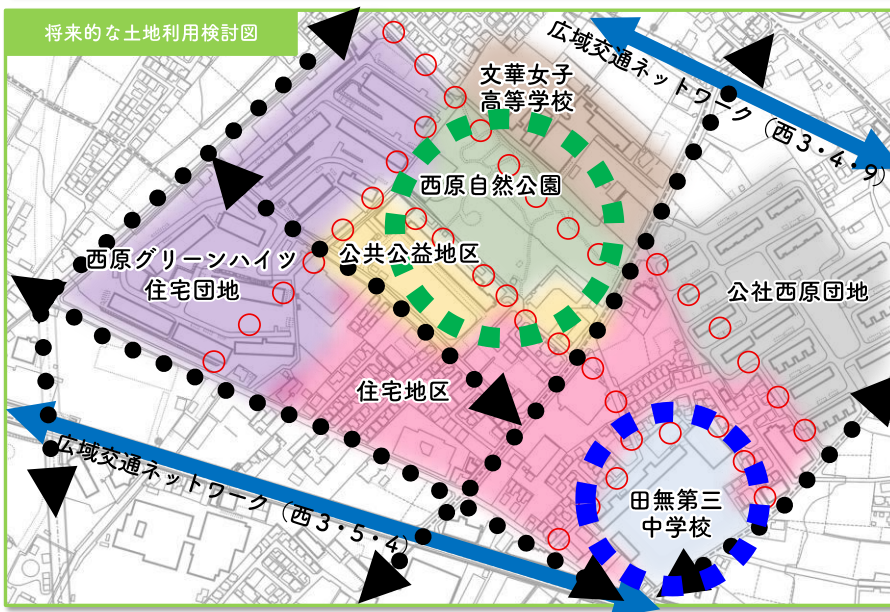 将来的な土地利用検討図
広域交通ネットワーク（西３・４・９）
文華女子
高等学校
西原自然公園
西原グリーンハイツ
住宅団地
公共公益地区
公社西原団地
住宅地区
広域交通ネットワーク（西３・５・４）
田無第三
中学校